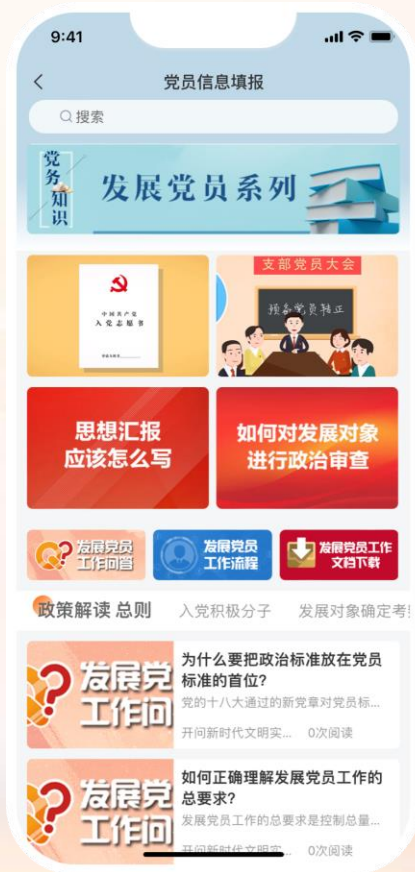 9:41
党员信息填报
搜索
党务知识
发展党员系列
中国共产党
入党志愿书
支部党员大会
预备党员转正
思想汇报
应该怎么写
如何对发展对象
进行政治审查
发展党员
工作问答
发展党员
工作流程
发展党员工作
文档下载
政策解读 总则
入党积极分子
发展对象确定考
发展党
工作问
为什么要把政治标准放在党员
标准的首位?
党的十八大通过的新党章对党员标...
开问新时代文明实...
0次阅读
发展党
工作问
如何正确理解发展党员工作的
总要求?
发展党员工作的总要求是控制总量...
开问新时代文明实...
0次阅读